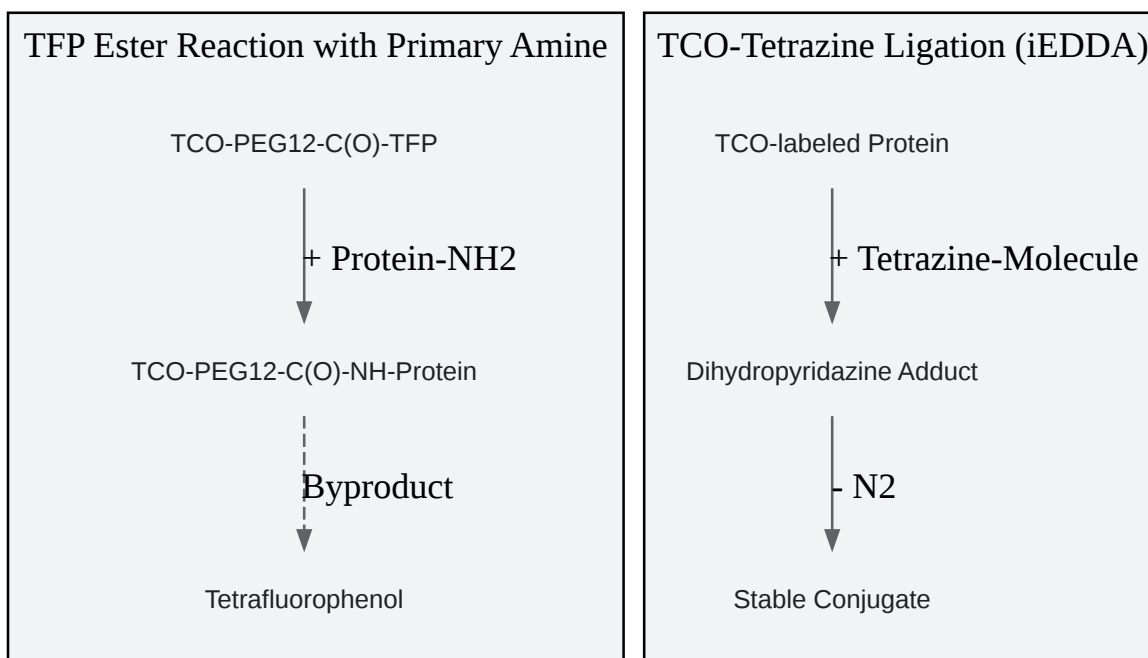 TFP Ester Reaction with Primary Amine
TCO-PEG12-C(O)-TFP
+ Protein-NH2
TCO-PEG12-C(O)-NH-Protein
Byproduct
Tetrafluorophenol
TCO-Tetrazine Ligation (iEDDA)
TCO-labeled Protein
+ Tetrazine-Molecule
Dihydropyridazine Adduct
- N2
Stable Conjugate